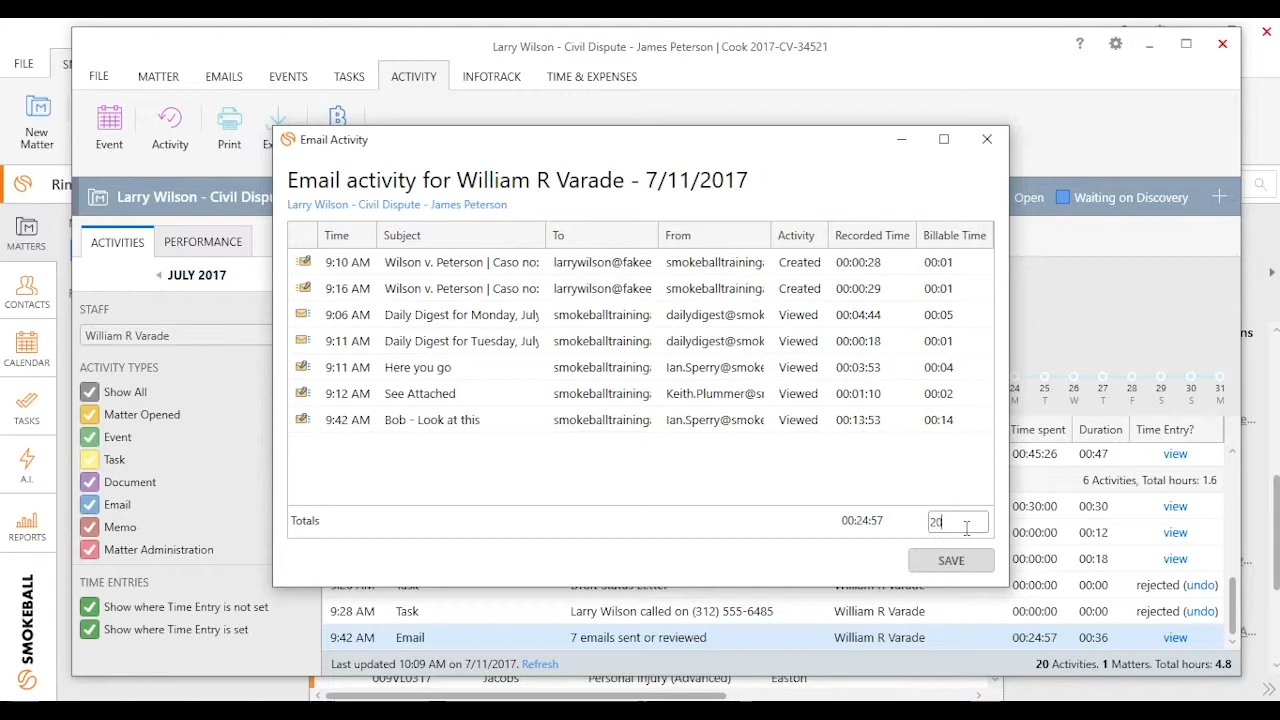 Larry Wilson - Civil Dispute - James Peterson | Cook 2017-CV-34521
?
FILE
FILE MATTER EMAILS EVENTS TASKS ACTIVITY INFOTRACK TIME & EXPENSES
New Matter
Event Activity Print
Email Activity
Email activity for William R Varade - 7/11/2017
Larry Wilson - Civil Dispute - James Peterson
Larry Wilson - Civil
Open Waiting on Discovery
MATTERS
CONTACTS
CALENDAR
TASKS
A.I.
REPORTS
SMOKEBALL
ACTIVITIES PERFORMANCE
JULY 2017
STAFF
William R Varade
ACTIVITY TYPES
Show All
Matter Opened
Event
Task
Document
Email
Memo
Matter Administration
TIME ENTRIES
Show where Time Entry is not set
Show where Time Entry is set
Time Subject To From Activity Recorded Time Billable Time
9:10 AM Wilson v. Peterson | Caso no: larrywilson@fakee smokeballtraining Created 00:00:28 00:01
9:16 AM Wilson v. Peterson | Caso no: larrywilson@fakee smokeballtraining Created 00:00:29 00:01
9:06 AM Daily Digest for Monday, July smokeballtraining dailydigest@smok Viewed 00:04:44 00:05
9:11 AM Daily Digest for Tuesday, July smokeballtraining dailydigest@smok Viewed 00:00:18 00:01
9:11 AM Here you go smokeballtraining Ian.Sperry@smoke Viewed 00:03:53 00:04
9:12 AM See Attached smokeballtraining Keith.Plummer@s Viewed 00:01:10 00:02
9:42 AM Bob - Look at this smokeballtraining Ian.Sperry@smoke Viewed 00:13:53 00:14
Totals 00:24:57 20
SAVE
24 25 26 27 28 29 30 31
M T W T F S S M
Time spent Duration Time Entry?
00:45:26 00:47 view
6 Activities, Total hours: 1.6
00:30:00 00:30 view
00:00:00 00:12 view
00:00:00 00:18 view
00:00:00 00:00 rejected (undo)
9:28 AM Task Larry Wilson called on (312) 555-6485 William R Varade 00:00:00 00:00 rejected (undo)
9:42 AM Email 7 emails sent or reviewed William R Varade 00:24:57 00:36 view
Last updated 10:09 AM on 7/11/2017. Refresh 20 Activities. 1 Matters. Total hours: 4.8
009VL0317 Jacobs Personal Injury (Advanced) Easton